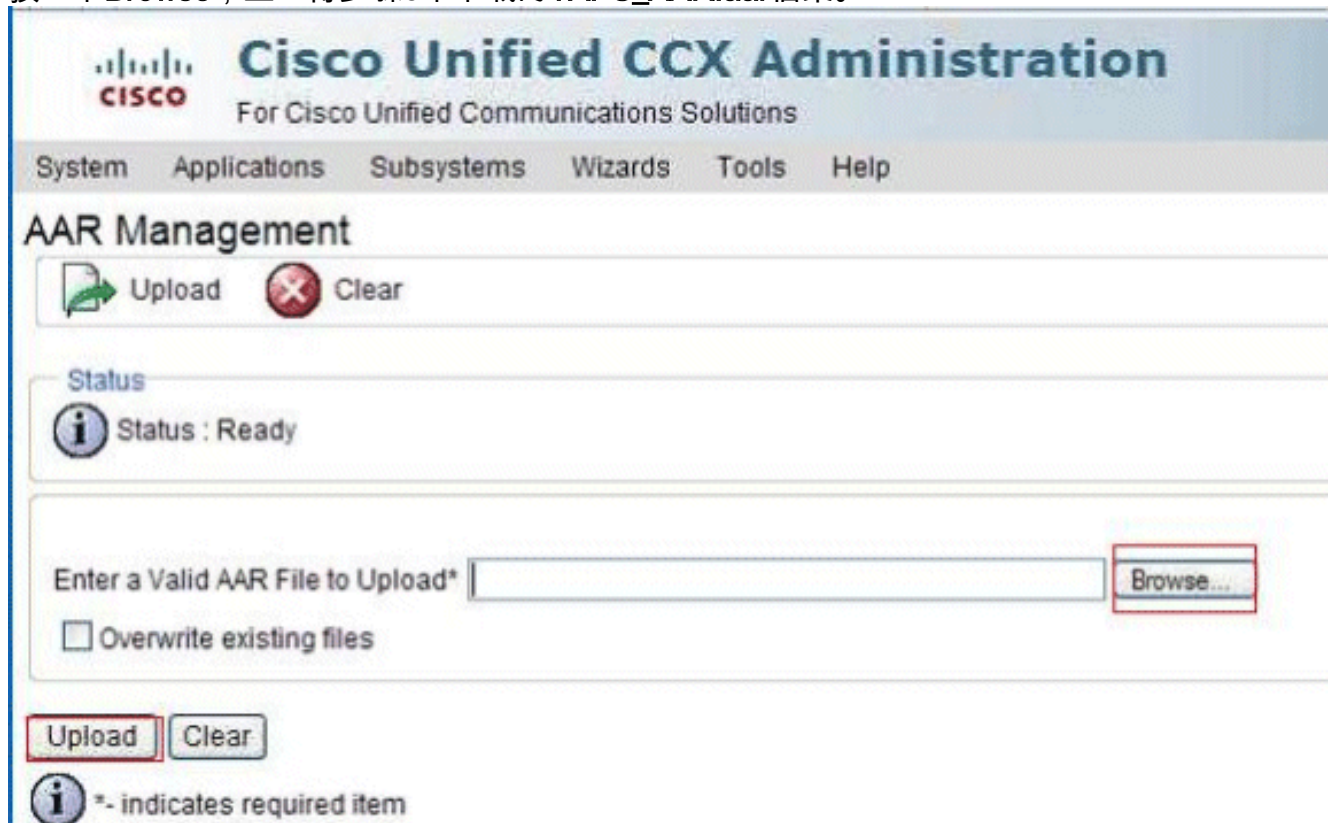 Browse
CISCO
Cisco Unified CCX Administration
For Cisco Unified Communications Solutions
System Applications Subsystems Wizards Tools Help
AAR Management
Upload Clear
Status
Status : Ready
Enter a Valid AAR File to Upload* Browse...
Overwrite existing files
Upload Clear
*- indicates required item